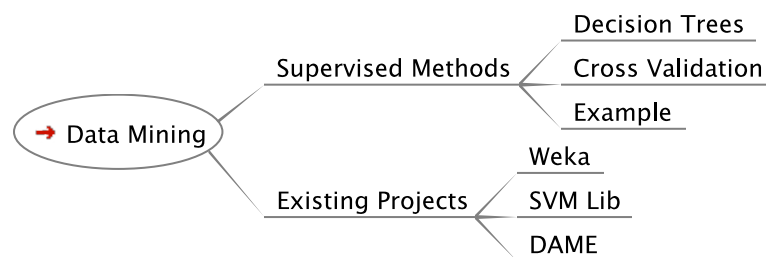 Data Mining
Supervised Methods
Decision Trees
Cross Validation
Example
Existing Projects
Weka
SVM Lib
DAME